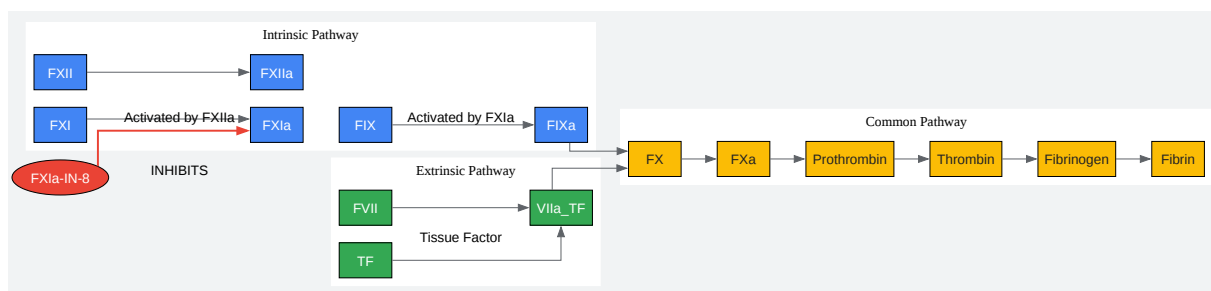 Intrinsic Pathway
FXII
FXIIa
FXI
Activated by FXIIa
FXIa
FIX
Activated by FXIa
FIXa
FXIa-IN-8
INHIBITS
Extrinsic Pathway
FVII
VIIa_TF
Tissue Factor
TF
Common Pathway
FX
FXa
Prothrombin
Thrombin
Fibrinogen
Fibrin